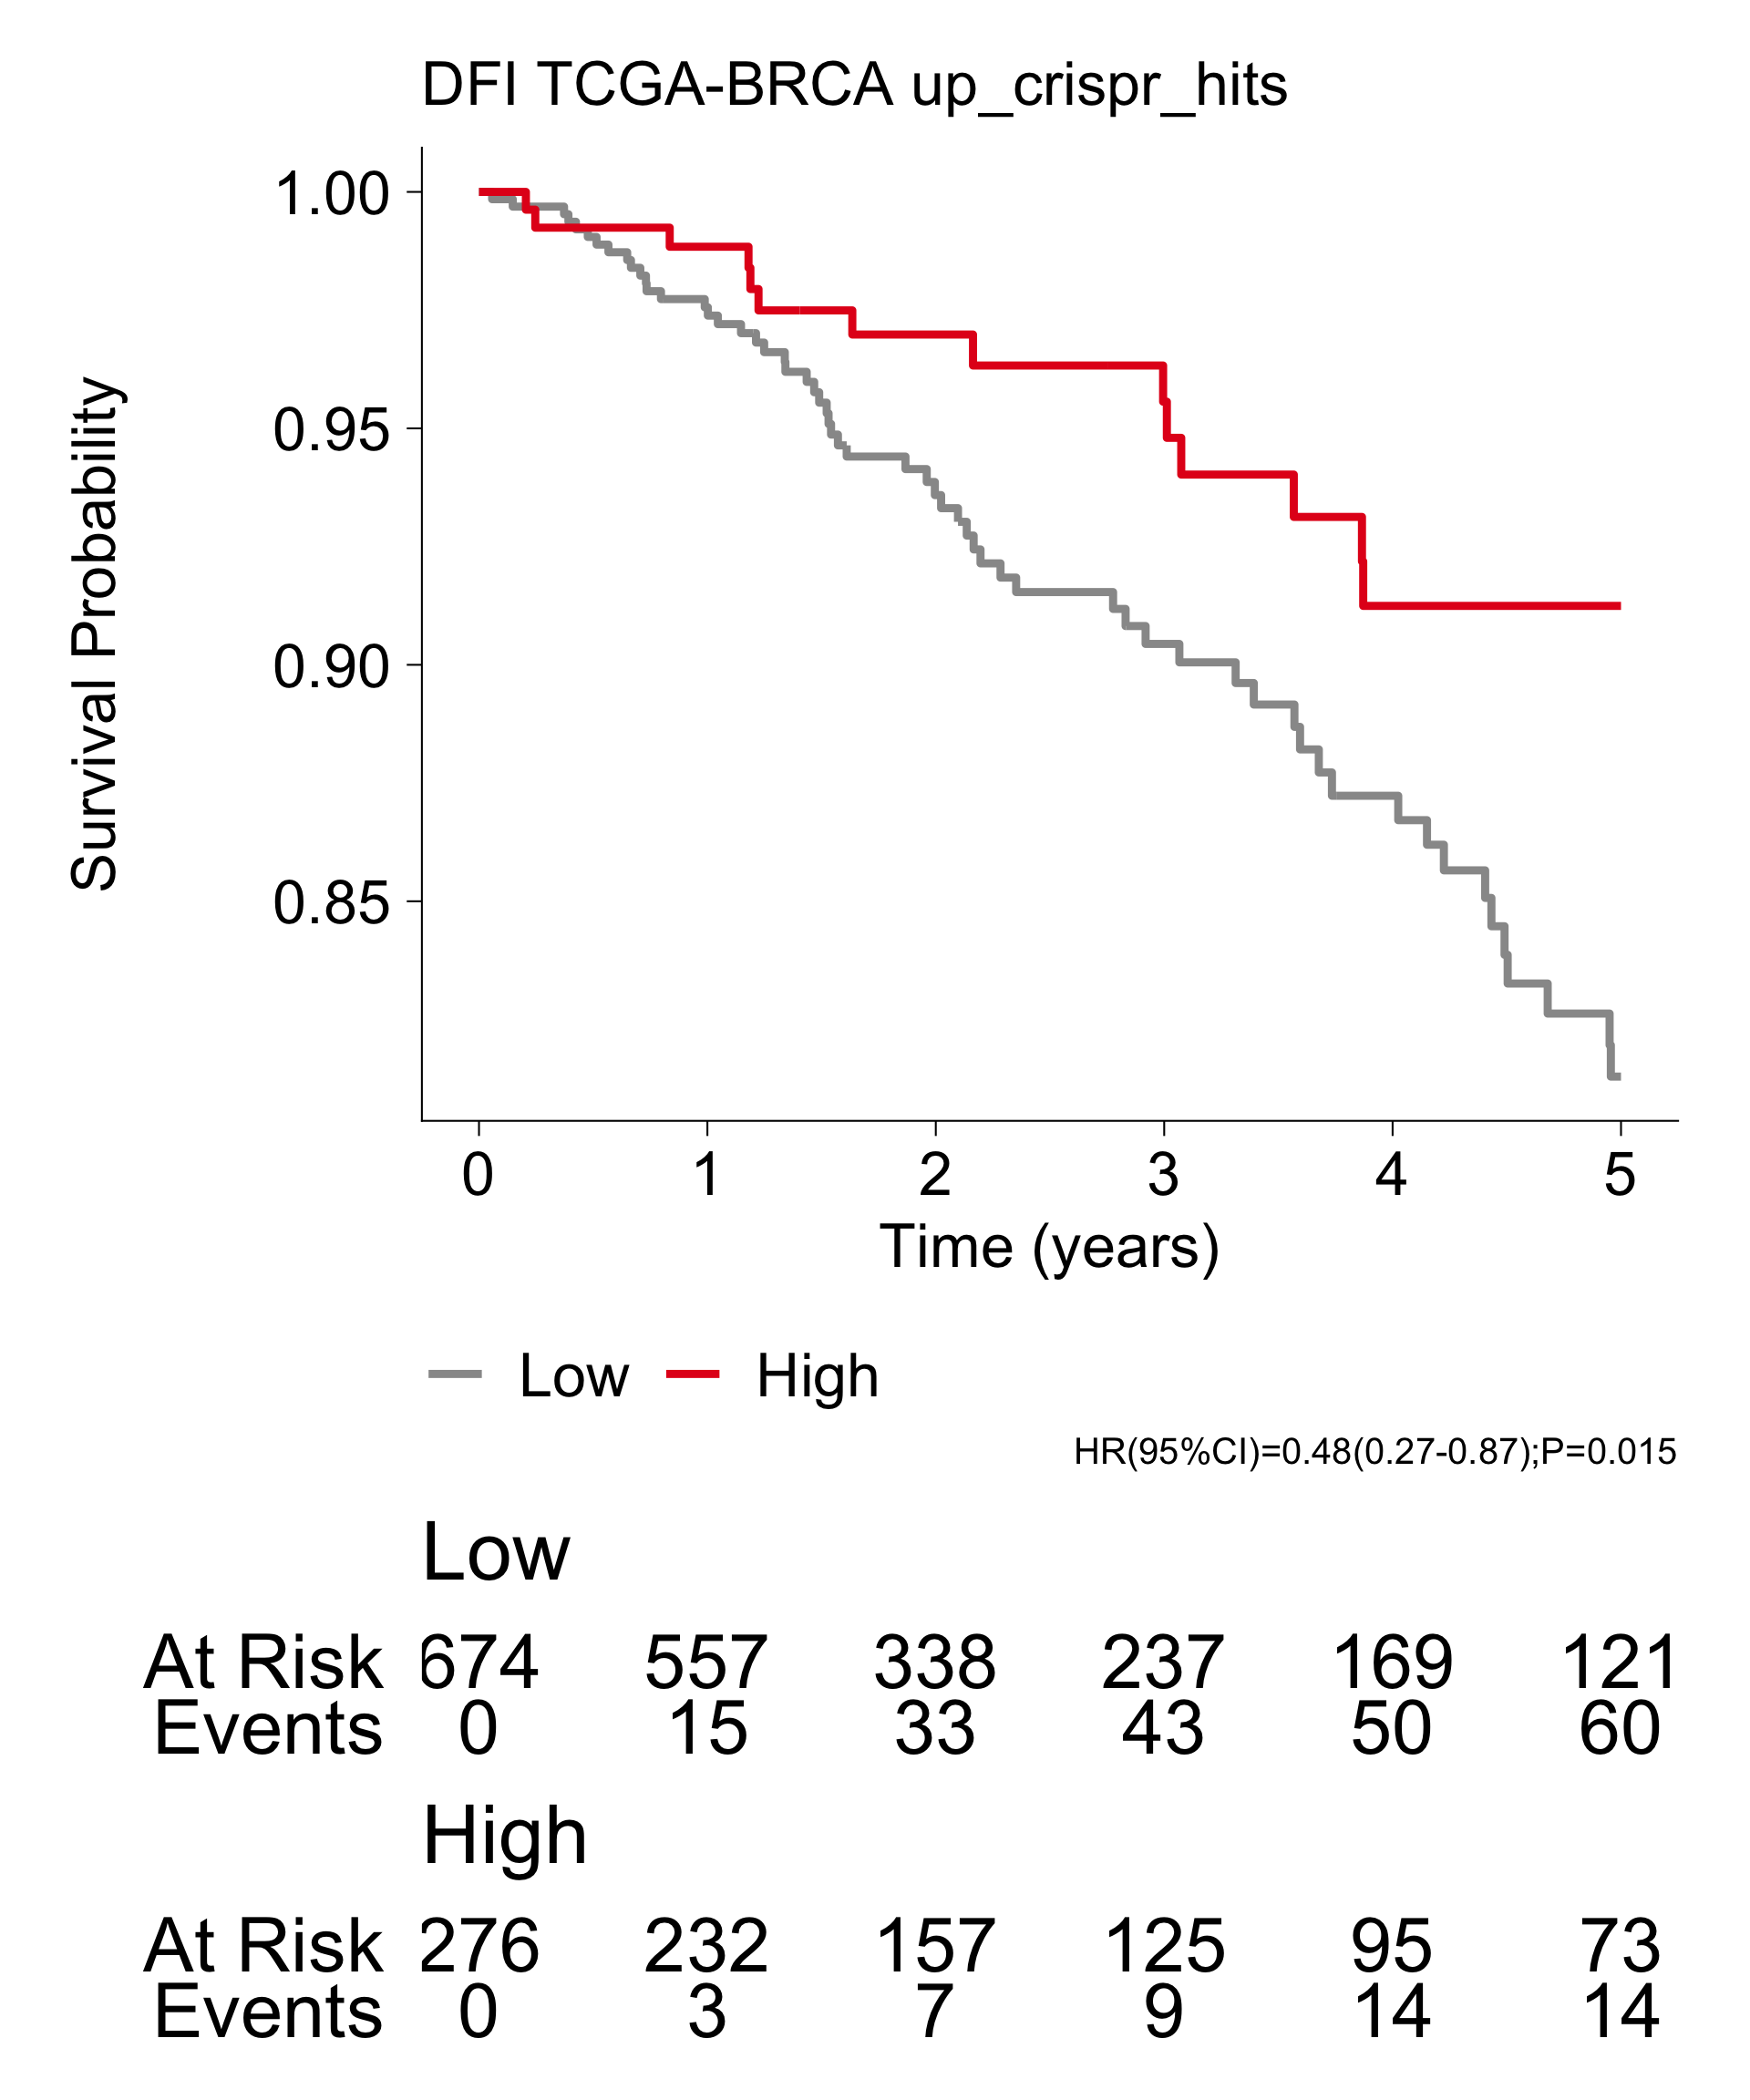 DFI TCGA-BRCA up_crispr_hits
1.00
0.95
0.90
0.85
Survival Probability
0 1 2 3 4 5
Time (years)
Low High
HR(95%CI)=0.48(0.27-0.87);P=0.015
Low
At Risk 674 557 338 237 169 121
Events 0 15 33 43 50 60
High
At Risk 276 232 157 125 95 73
Events 0 3 7 9 14 14